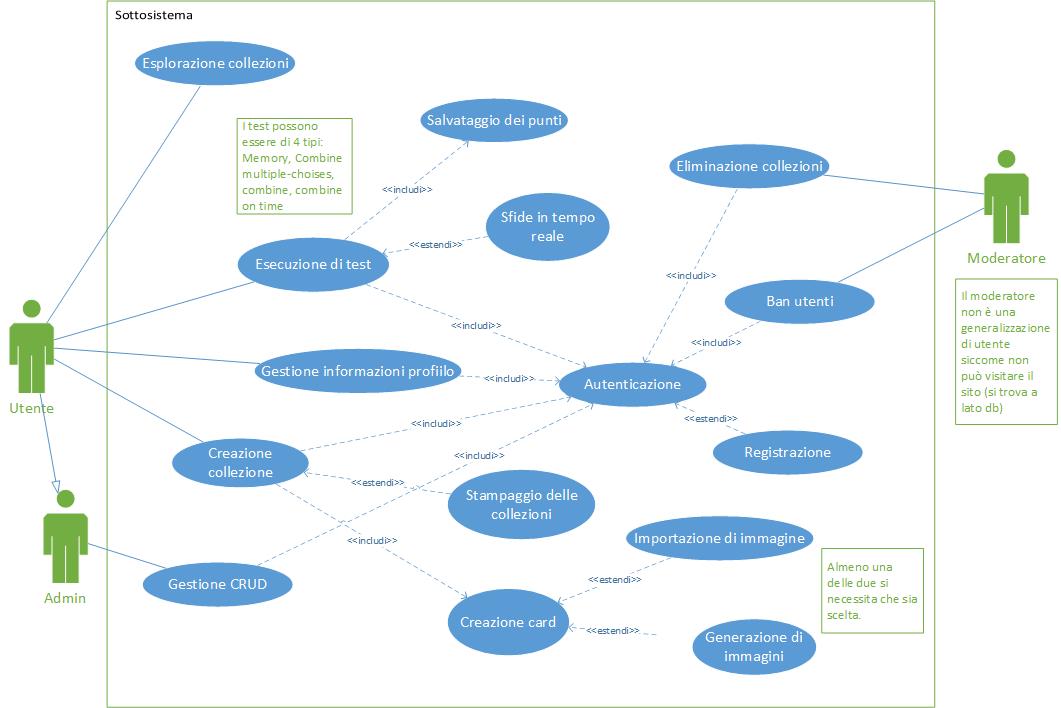 Sottosistema
Esplorazione collezioni
I test possono
essere di 4 tipi:
Memory, Combine
multiple-choises,
combine, combine
on time
Salvataggio dei punti
<<includi>>
Eliminazione collezioni
Sfide in tempo
reale
<<estendi>>
Esecuzione di test
<<includi>>
Moderatore
Ban utenti
Il moderatore
non è una
generalizzazione
di utente
siccome non
può visitare il
sito (si trova a
lato db)
<<includi>>
<<includi>>
Gestione informazioni profiilo
<<includi>>
Autenticazione
Utente
<<includi>>
<<estendi>>
Registrazione
Creazione
collezione
<<includi>>
<<estendi>>
Stampaggio delle
collezioni
<<includi>>
Importazione di immagine
Almeno una
delle due si
necessita che sia
scelta.
Admin
Gestione CRUD
<<estendi>>
Creazione card
<<estendi>>
Generazione di
immagini